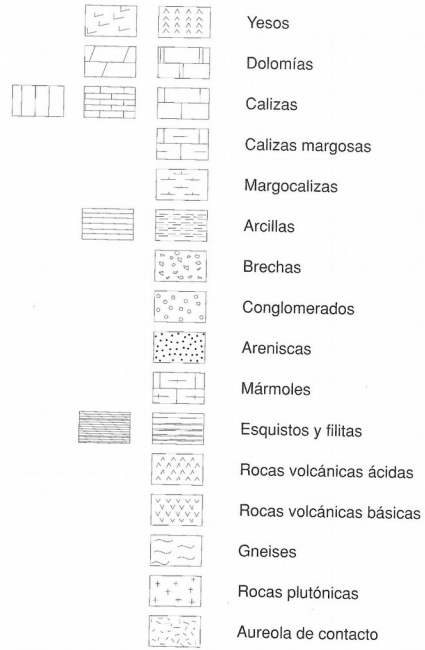 Yesos
Dolomías
Calizas
Calizas margosas
Margocalizas
Arcillas
Brechas
Conglomerados
Areniscas
Mármoles
Esquistos y filitas
Rocas volcánicas ácidas
Rocas volcánicas básicas
Gneises
Rocas plutónicas
Aureola de contacto